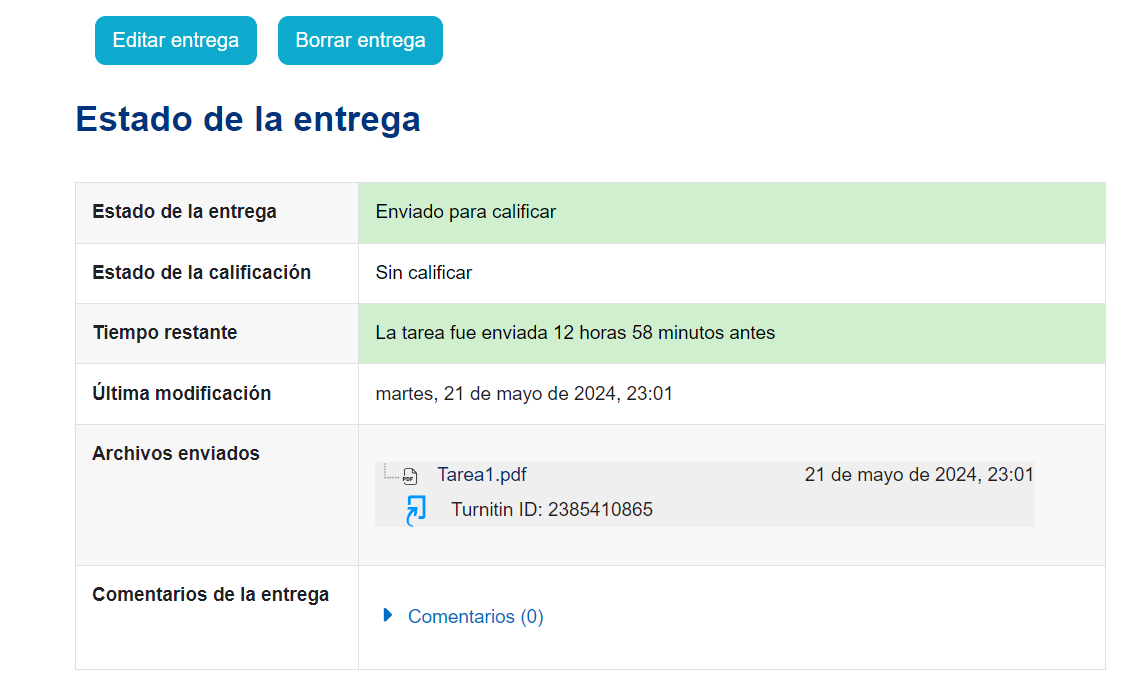 Editar entrega Borrar entrega
Estado de la entrega
Estado de la entrega Enviado para calificar
Estado de la calificación Sin calificar
Tiempo restante La tarea fue enviada 12 horas 58 minutos antes
Última modificación martes, 21 de mayo de 2024, 23:01
Archivos enviados
PDF Tarea1.pdf 21 de mayo de 2024, 23:01
Turnitin ID: 2385410865
Comentarios de la entrega
Comentarios (0)